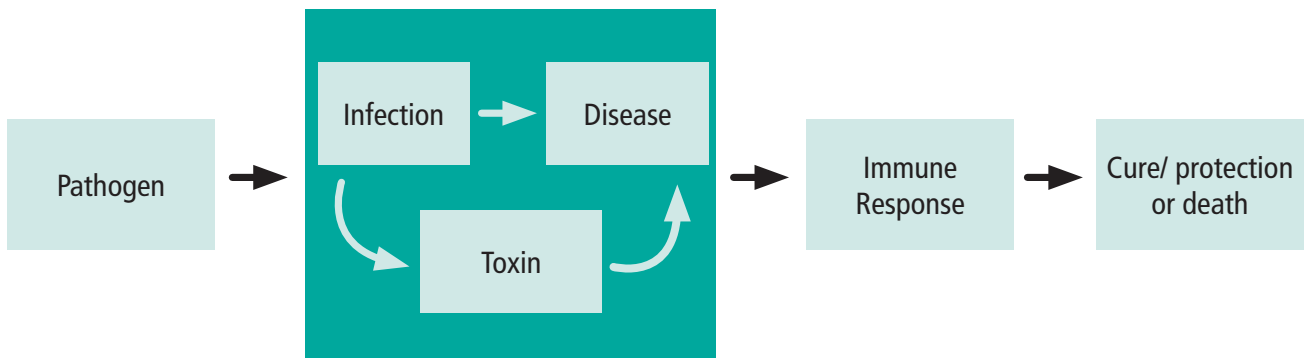 Pathogen
Infection
Disease
Toxin
Immune
Response
Cure/ protection
or death